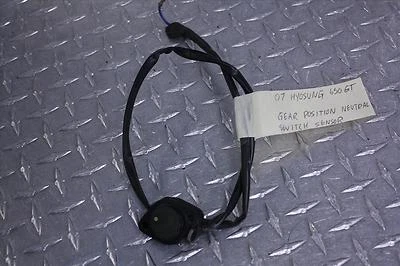 07 HYOSUNG 650 GT
GEAR POSITION NEUTRAL
SWITCH SENSOR